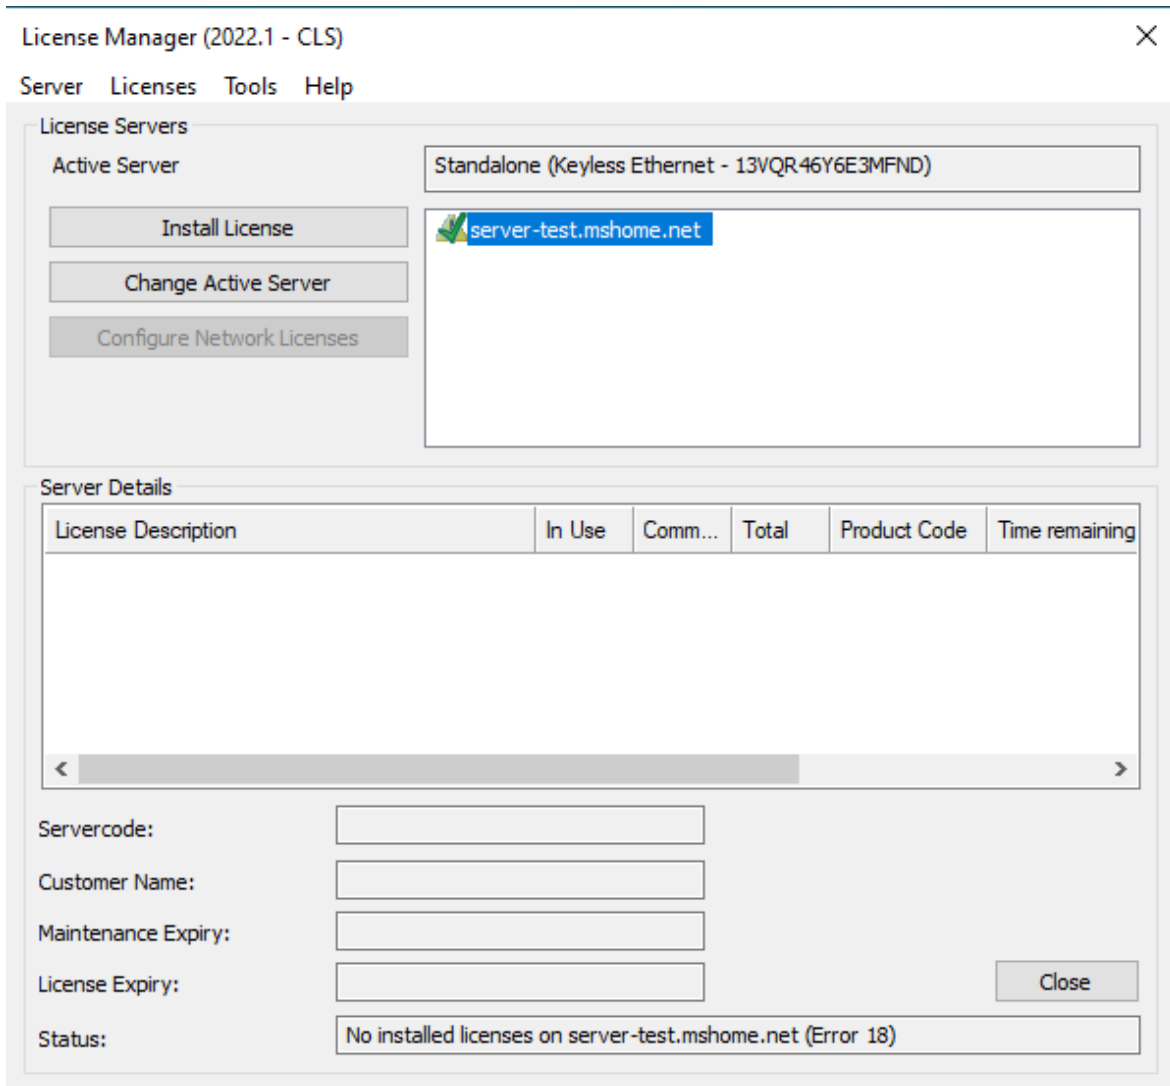 License Manager (2022.1 - CLS)
Server Licenses Tools Help
License Servers
Active Server
Standalone (Keyless Ethernet - 13VQR46Y6E3MFND)
Install License
server-test.mshome.net
Change Active Server
Configure Network Licenses
Server Details
License Description In Use Comm... Total Product Code Time remaining
Servercode:
Customer Name:
Maintenance Expiry:
License Expiry:
Close
Status:
No installed licenses on server-test.mshome.net (Error 18)